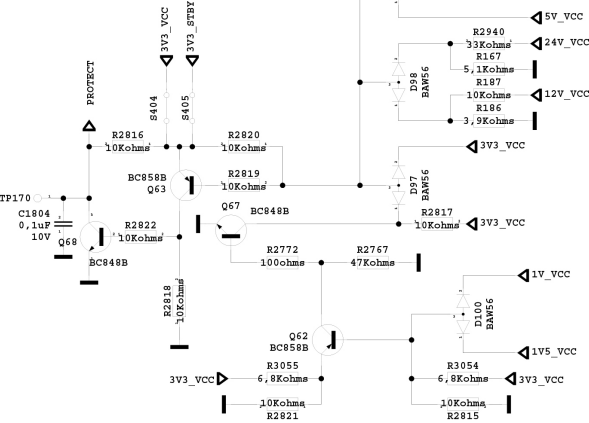 5V_VCC
R2940
24V_VCC
33Kohms
R167
5,1Kohms
D98
BAW56
R187
10Kohms
12V_VCC
R186
3,9Kohms
3V3_VCC
3V3_STBY
S404
S405
PROTECT
R2816
10Kohms
R2820
10Kohms
3V3_VCC
BC858B
Q63
R2819
10Kohms
D97
BAW56
TP170
C1804
0,1uF
10V
Q68
BC848B
R2822
10Kohms
Q67
BC848B
R2817
10Kohms
3V3_VCC
R2772
100ohms
R2767
47Kohms
R2818
10Kohms
1V_VCC
D100
BAW56
1V5_VCC
Q62
BC858B
R3055
3V3_VCC
6,8Kohms
R3054
6,8Kohms
3V3_VCC
10Kohms
R2821
10Kohms
R2815